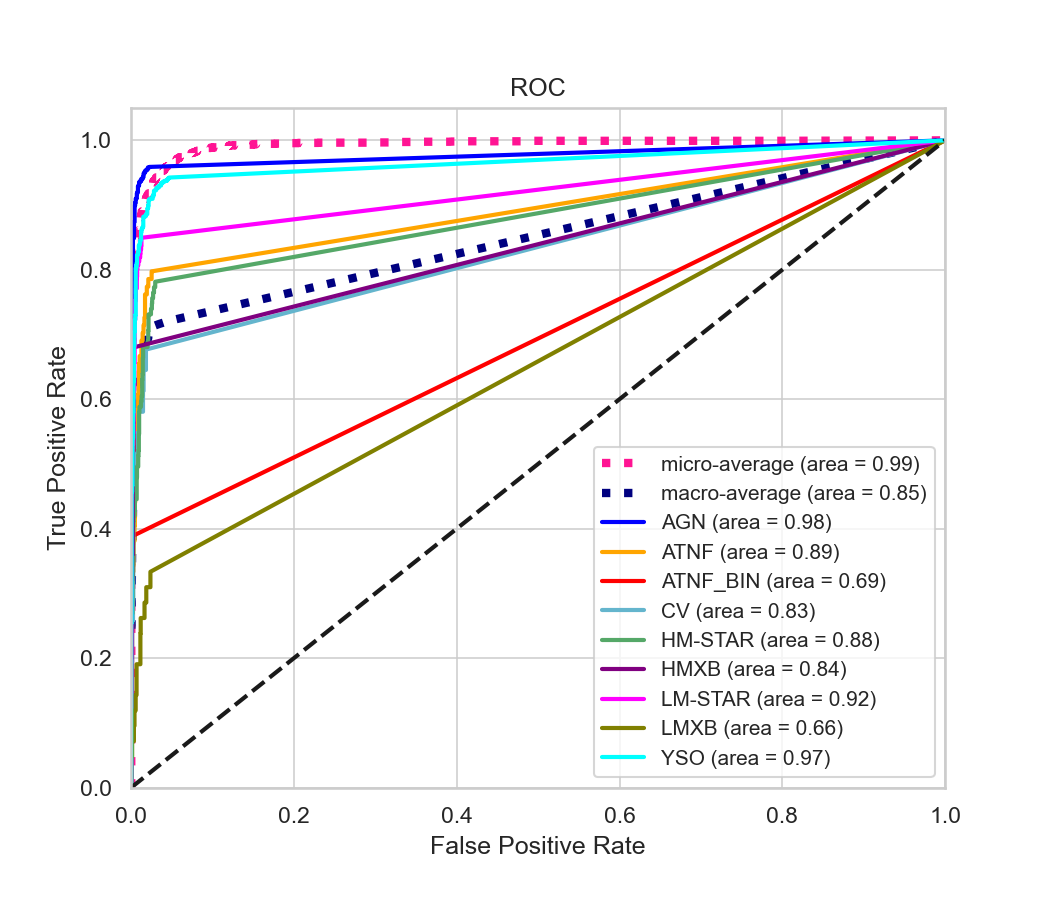 ROC
1.0
0.8
0.6
0.4
0.2
0.0
True Positive Rate
micro-average (area = 0.99)
macro-average (area = 0.85)
AGN (area = 0.98)
ATNF (area = 0.89)
ATNF_BIN (area = 0.69)
CV (area = 0.83)
HM-STAR (area = 0.88)
HMXB (area = 0.84)
LM-STAR (area = 0.92)
LMXB (area = 0.66)
YSO (area = 0.97)
0.0 0.2 0.4 0.6 0.8 1.0
False Positive Rate